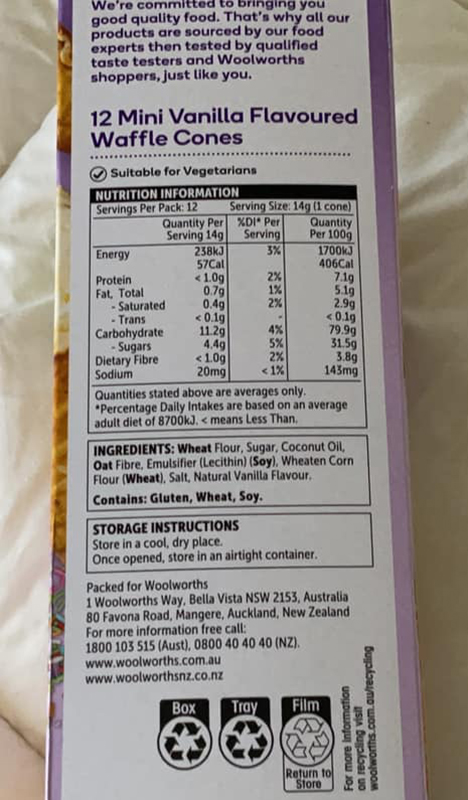 We're committed to bringing you
good quality food. That's why all our
products are sourced by our food
experts then tested by qualified
taste testers and Woolworths
shoppers, just like you.
12 Mini Vanilla Flavoured
Waffle Cones
Suitable for Vegetarians
NUTRITION INFORMATION
Servings Per Pack: 12 Serving Size: 14g (1 cone)
Quantity Per Serving 14g %DI* Per Serving Quantity Per 100g
Energy 238kJ 3% 1700kJ
57Cal 406Cal
Protein < 1.0g 2% 7.1g
Fat, Total 0.7g 1% 5.1g
- Saturated 0.4g 2% 2.9g
- Trans < 0.1g - < 0.1g
Carbohydrate 11.2g 4% 79.9g
- Sugars 4.4g 5% 31.5g
Dietary Fibre < 1.0g 2% 3.8g
Sodium 20mg < 1% 143mg
Quantities stated above are averages only.
*Percentage Daily Intakes are based on an average
adult diet of 8700kJ. < means Less Than.
INGREDIENTS: Wheat Flour, Sugar, Coconut Oil,
Oat Fibre, Emulsifier (Lecithin) (Soy), Wheaten Corn
Flour (Wheat), Salt, Natural Vanilla Flavour.
Contains: Gluten, Wheat, Soy.
STORAGE INSTRUCTIONS
Store in a cool, dry place.
Once opened, store in an airtight container.
Packed for Woolworths
1 Woolworths Way, Bella Vista NSW 2153, Australia
80 Favona Road, Mangere, Auckland, New Zealand
For more information free call:
1800 103 515 (Aust), 0800 40 40 40 (NZ).
www.woolworths.com.au
www.woolworthsnz.co.nz
Box
Tray
Film
Return to
Store
For more information
on recycling visit
woolworths.com.au/recycling